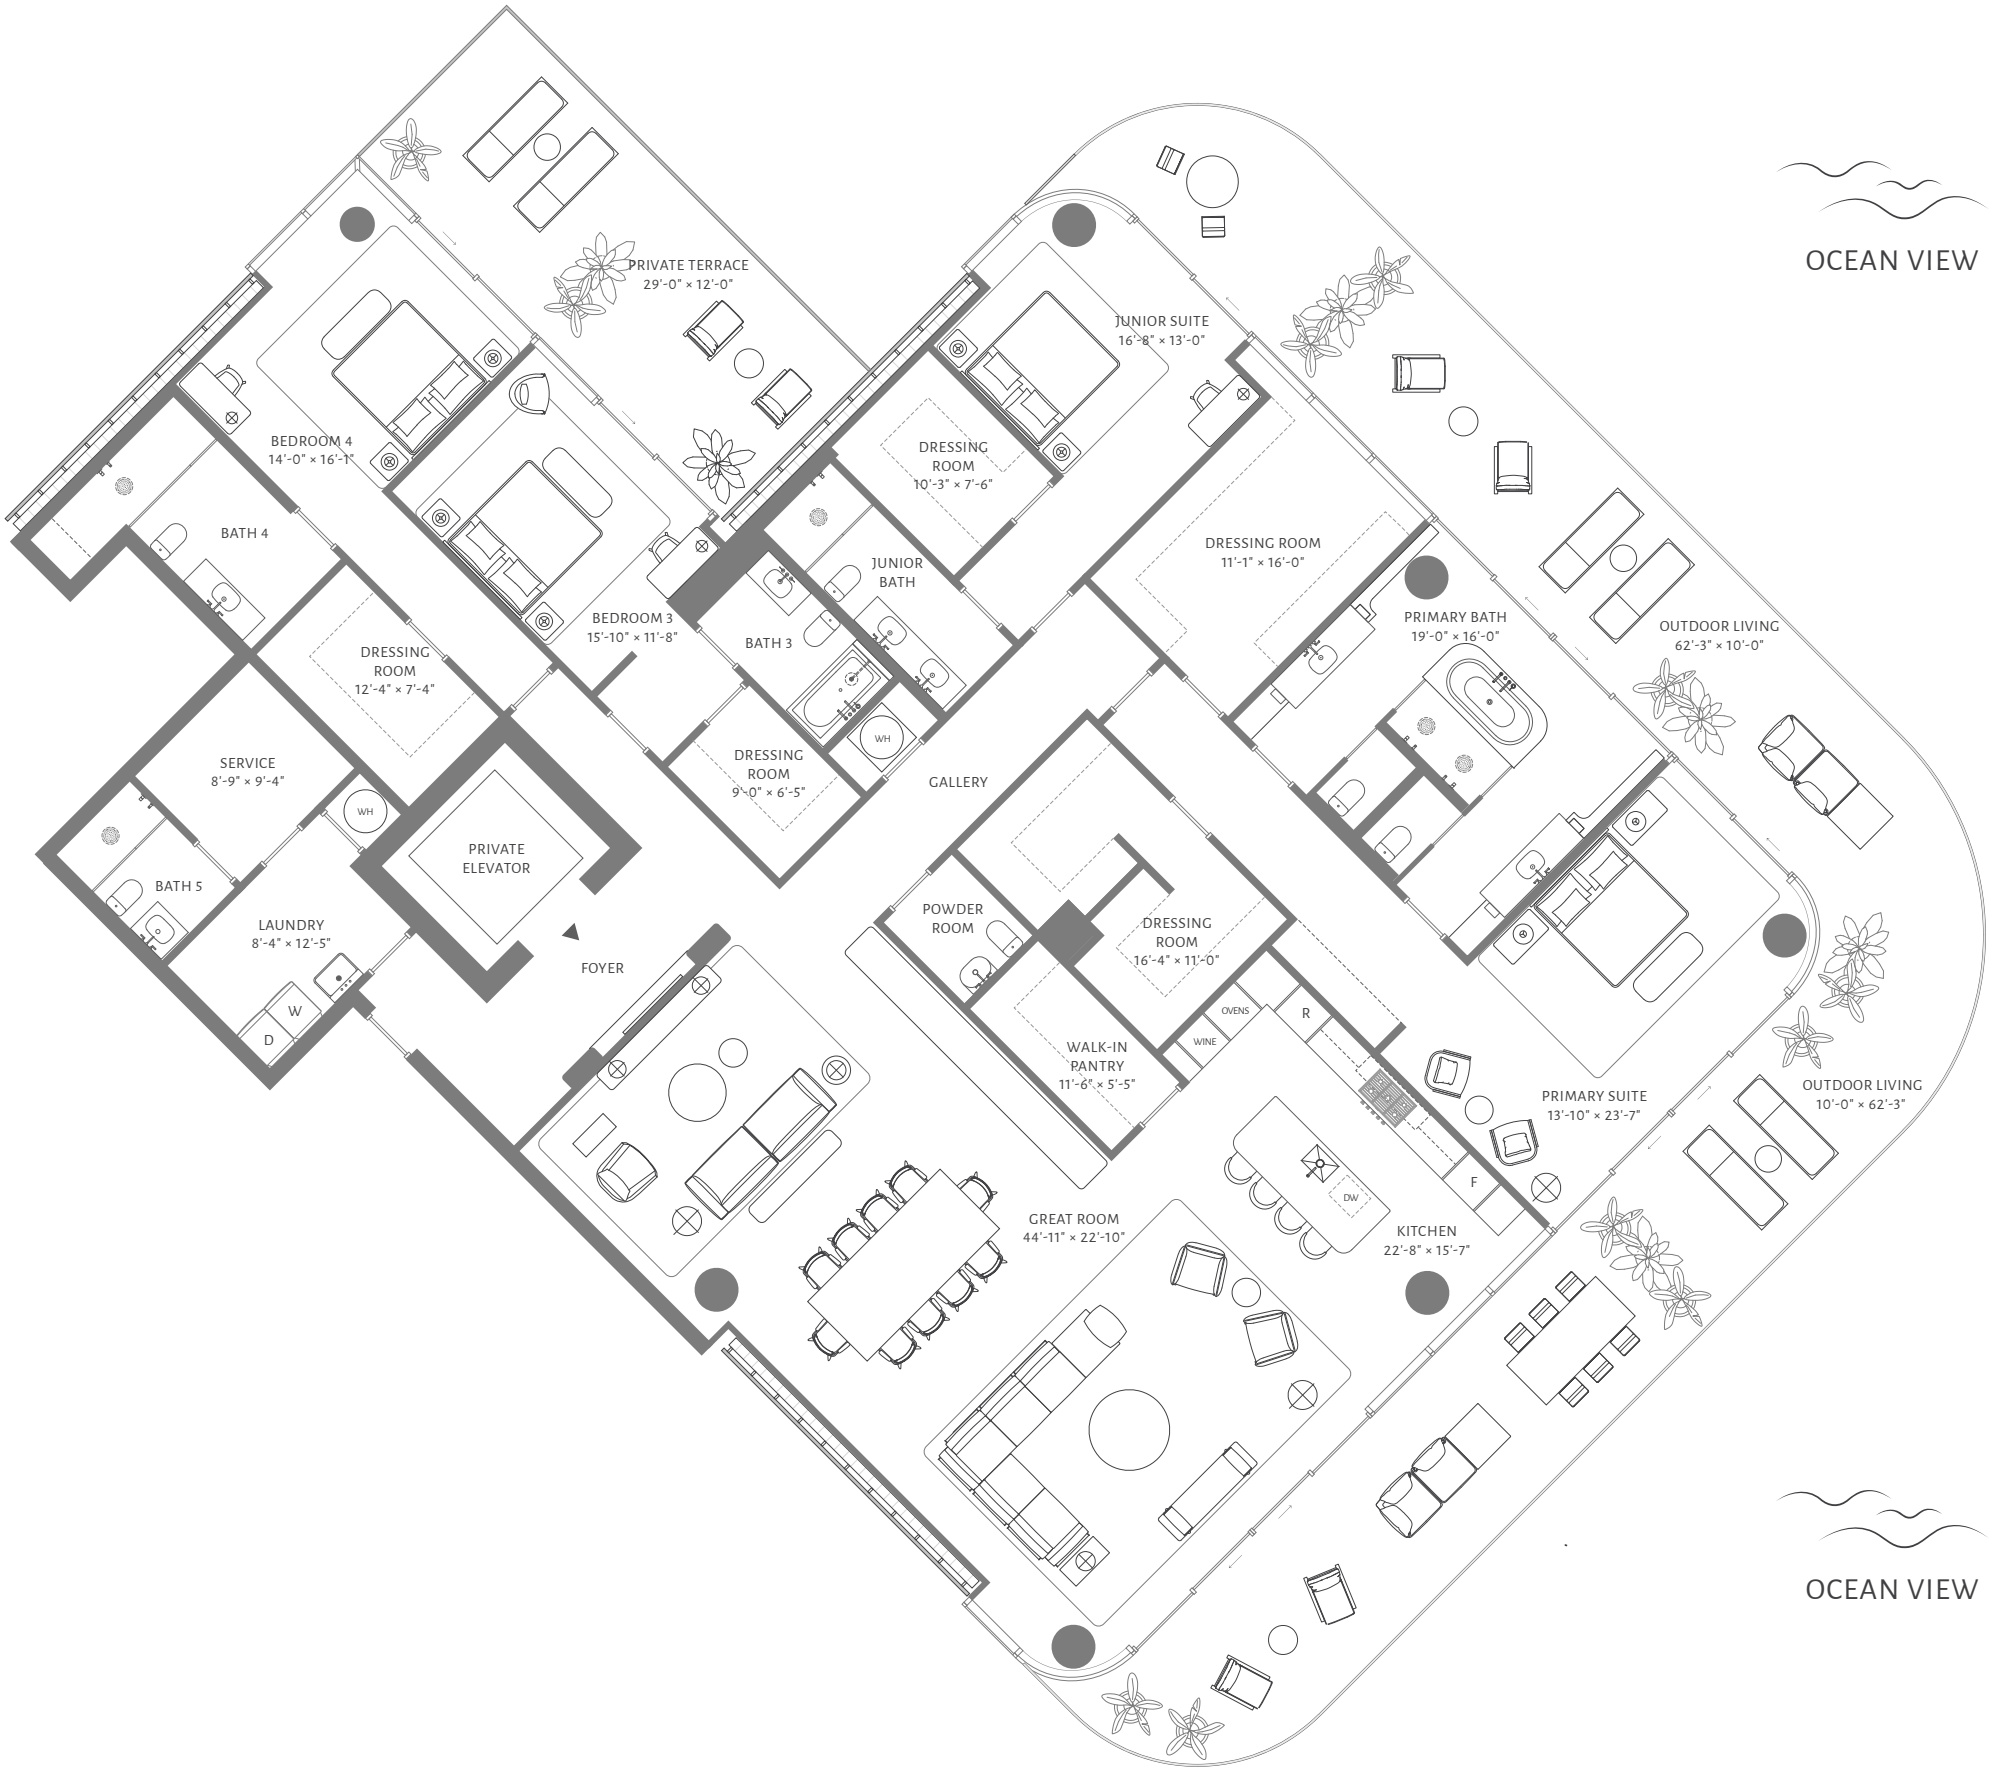 OCEAN VIEW
PRIVATE TERRACE
29'-0" × 12'-0"
JUNIOR SUITE
16'-8" × 13'-0"
BEDROOM 4
14'-0" × 16'-1"
DRESSING
ROOM
10'-3" × 7'-6"
BATH 4
JUNIOR
BATH
DRESSING ROOM
11'-1" × 16'-0"
BEDROOM 3
15'-10" × 11'-8"
PRIMARY BATH
19'-0" × 16'-0"
OUTDOOR LIVING
62'-3" × 10'-0"
BATH 3
DRESSING
ROOM
12'-4" × 7'-4"
WH
SERVICE
8'-9" × 9'-4"
DRESSING
ROOM
9'-0" × 6'-5"
GALLERY
WH
PRIVATE
ELEVATOR
BATH 5
POWDER
ROOM
LAUNDRY
8'-4" × 12'-5"
DRESSING
ROOM
16'-4" × 11'-0"
FOYER
W
D
OVENS
R
WINE
WALK-IN
PANTRY
11'-6" × 5'-5"
PRIMARY SUITE
13'-10" × 23'-7"
OUTDOOR LIVING
10'-0" × 62'-3"
F
DW
GREAT ROOM
44'-11" × 22'-10"
KITCHEN
22'-8" × 15'-7"
OCEAN VIEW